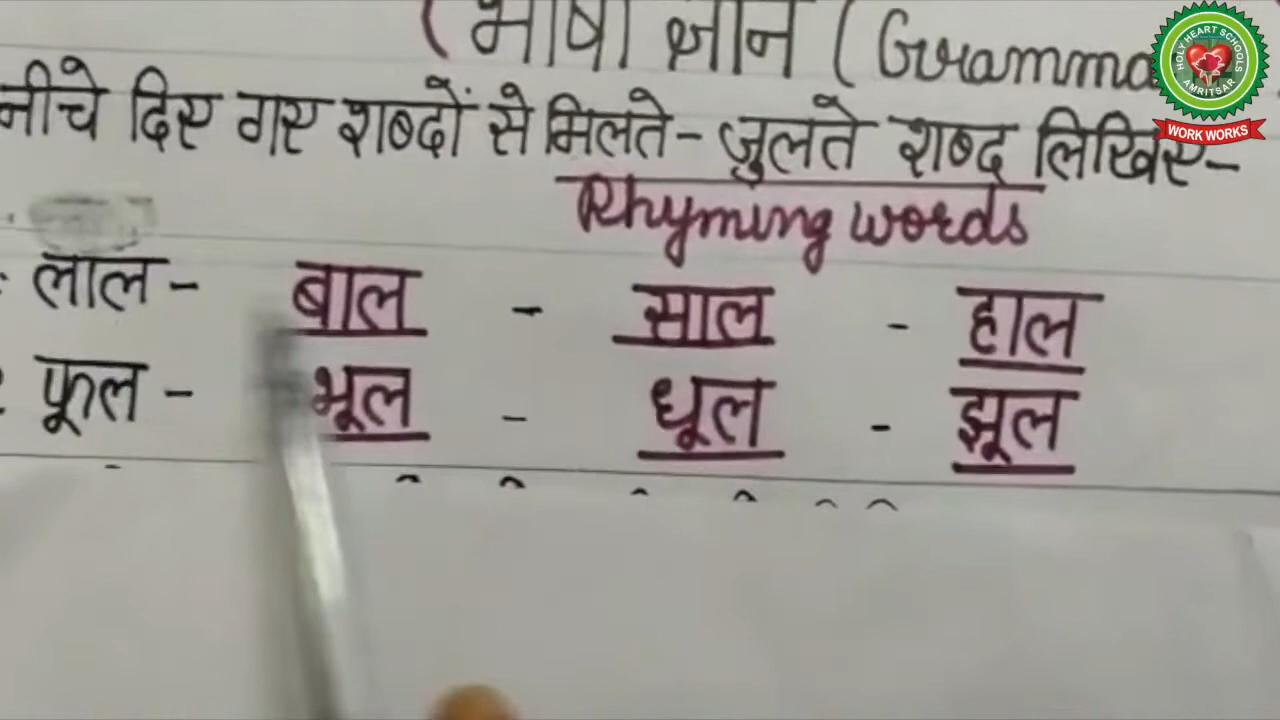 (भाषा ज्ञान (Gramma
नीचे दिए गए शब्दों से मिलते-जुलते शब्द लिखिए-
Rhyming words
लाल - बाल - साल - हाल
फूल - भूल - धूल - झूल
HOLY HEART SCHOOLS
AMRITSAR
WORK WORKS